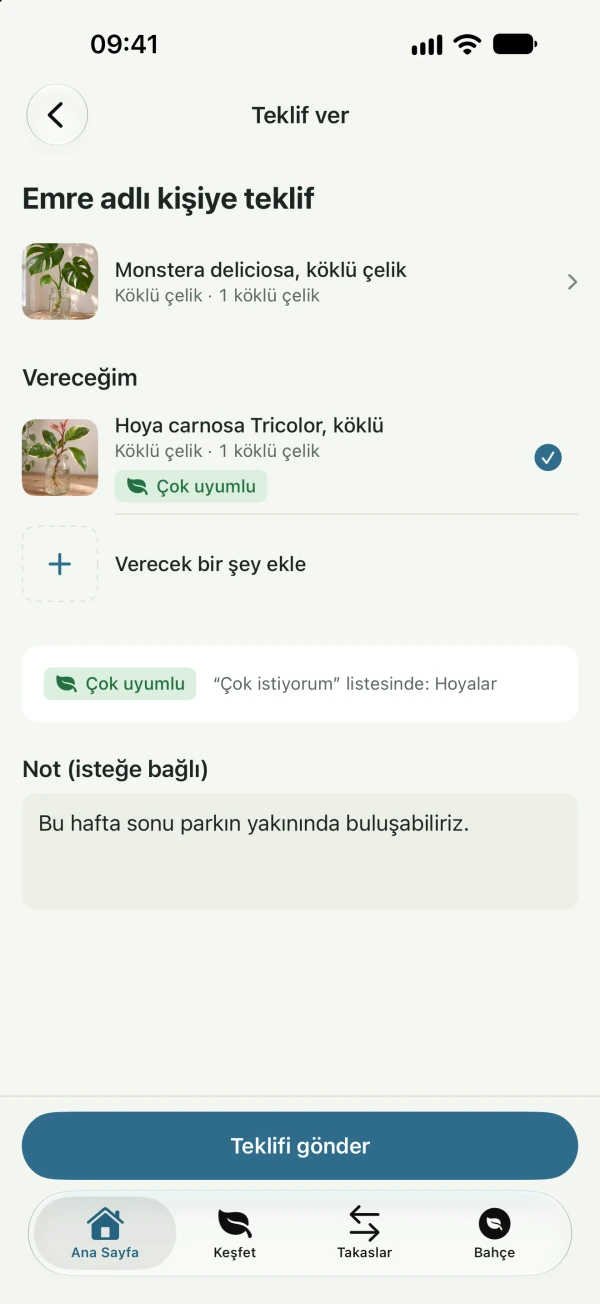 09:41
Teklif ver
Emre adlı kişiye teklif
Monstera deliciosa, köklü çelik
Köklü çelik · 1 köklü çelik
Vereceğim
Hoya carnosa Tricolor, köklü
Köklü çelik · 1 köklü çelik
Çok uyumlu
Verecek bir şey ekle
Çok uyumlu “Çok istiyorum” listesinde: Hoyalar
Not (isteğe bağlı)
Bu hafta sonu parkın yakınında buluşabiliriz.
Teklifi gönder
Ana Sayfa Keşfet Takaslar Bahçe